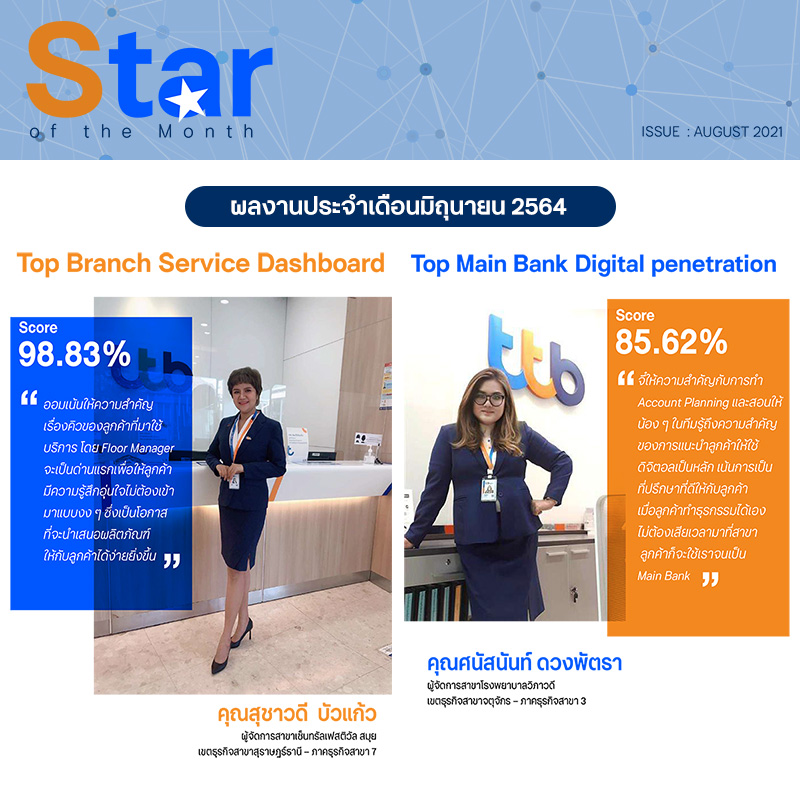 Star
of the Month
ISSUE : AUGUST 2021
ผลงานประจำเดือนมิถุนายน 2564
Top Branch Service Dashboard
Top Main Bank Digital penetration
Score
98.83%
“ ออมเน้นให้ความสำคัญ
เรื่องคิวของลูกค้าที่มาใช้
บริการ โดย Floor Manager
จะเป็นด่านแรกเพื่อให้ลูกค้า
มีความรู้สึกอุ่นใจไม่ต้องเข้า
มาแบบงง ๆ ซึ่งเป็นโอกาส
ที่จะนำเสนอผลิตภัณฑ์
ให้กับลูกค้าได้ง่ายยิ่งขึ้น ”
ttb
คุณสุชาวดี บัวแก้ว
ผู้จัดการสาขาเซ็นทรัลเฟสติวัล สมุย
เขตธุรกิจสาขาสุราษฎร์ธานี – ภาคธุรกิจสาขา 7
ttb
Score
85.62%
“ จี๋ให้ความสำคัญกับการทำ
Account Planning และสอนให้
น้อง ๆ ในทีมรู้ถึงความสำคัญ
ของการแนะนำลูกค้าให้ใช้
ดิจิตอลเป็นหลัก เน้นการเป็น
ที่ปรึกษาที่ดีให้กับลูกค้า
เมื่อลูกค้าทำธุรกรรมได้เอง
ไม่ต้องเสียเวลามาที่สาขา
ลูกค้าก็จะใช้เราจนเป็น
Main Bank ”
คุณศนัสนันท์ ดวงพัตรา
ผู้จัดการสาขาโรงพยาบาลวิภาวดี
เขตธุรกิจสาขาจตุจักร – ภาคธุรกิจสาขา 3